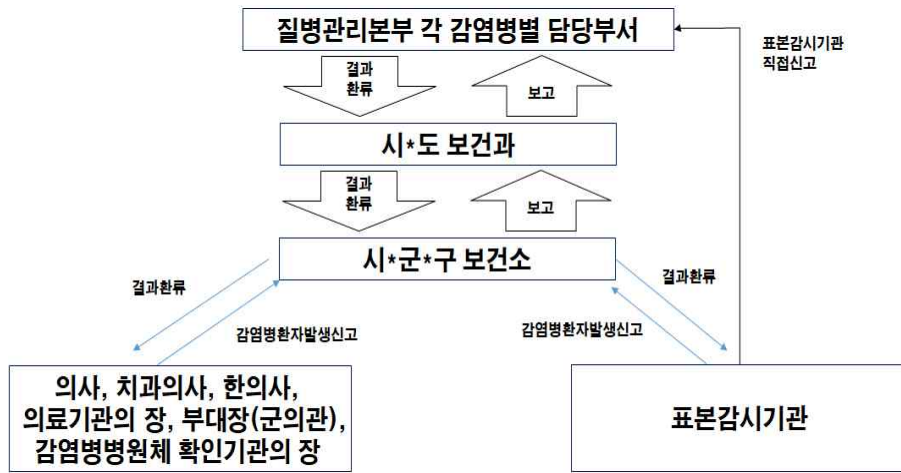 질병관리본부 각 감염병별 담당부서
표본감시기관
직접신고
결과
환류
보고
시*도 보건과
결과
환류
보고
시*군*구 보건소
결과환류
결과환류
감염병환자발생신고
감염병환자발생신고
의사, 치과의사, 한의사,
의료기관의 장, 부대장(군의관),
감염병병원체 확인기관의 장
표본감시기관